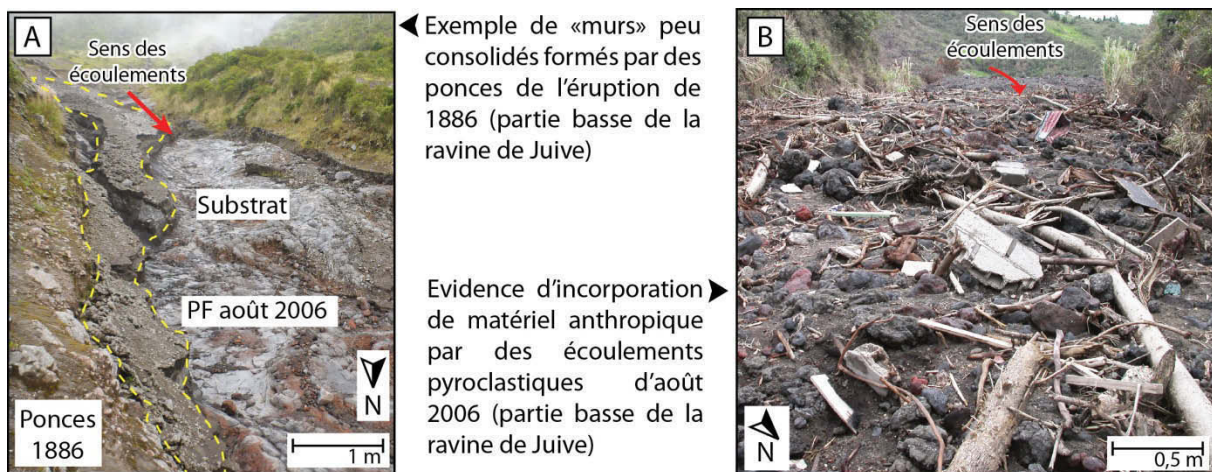 A
Sens des
écoulements
Substrat
PF août 2006
N
Ponces
1886
1 m
Exemple de «murs» peu
consolidés formés par des
ponces de l'éruption de
1886 (partie basse de la
ravine de Juive)
Evidence d'incorporation
de matériel anthropique
par des écoulements
pyroclastiques d'août
2006 (partie basse de la
ravine de Juive)
B
Sens des
écoulements
N
0,5 m